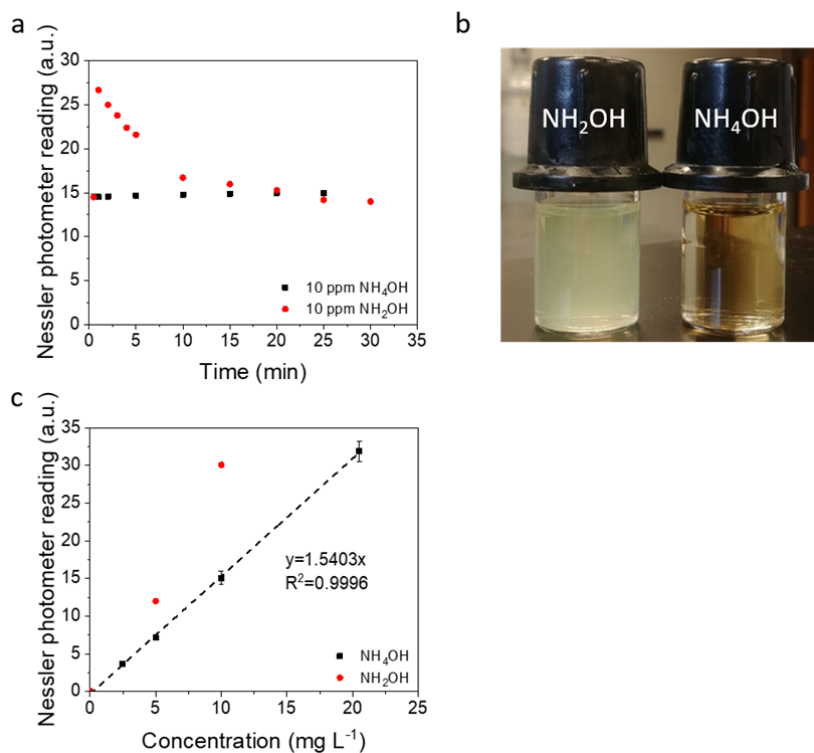 a
Nessler photometer reading (a.u.)
30
25
20
15
10
5
0
0 5 10 15 20 25 30 35
Time (min)
10 ppm NH₄OH
10 ppm NH₂OH
b
NH₂OH NH₄OH
c
Nessler photometer reading (a.u.)
35
30
25
20
15
10
5
0
0 5 10 15 20 25
Concentration (mg L⁻¹)
y=1.5403x
R²=0.9996
NH₄OH
NH₂OH